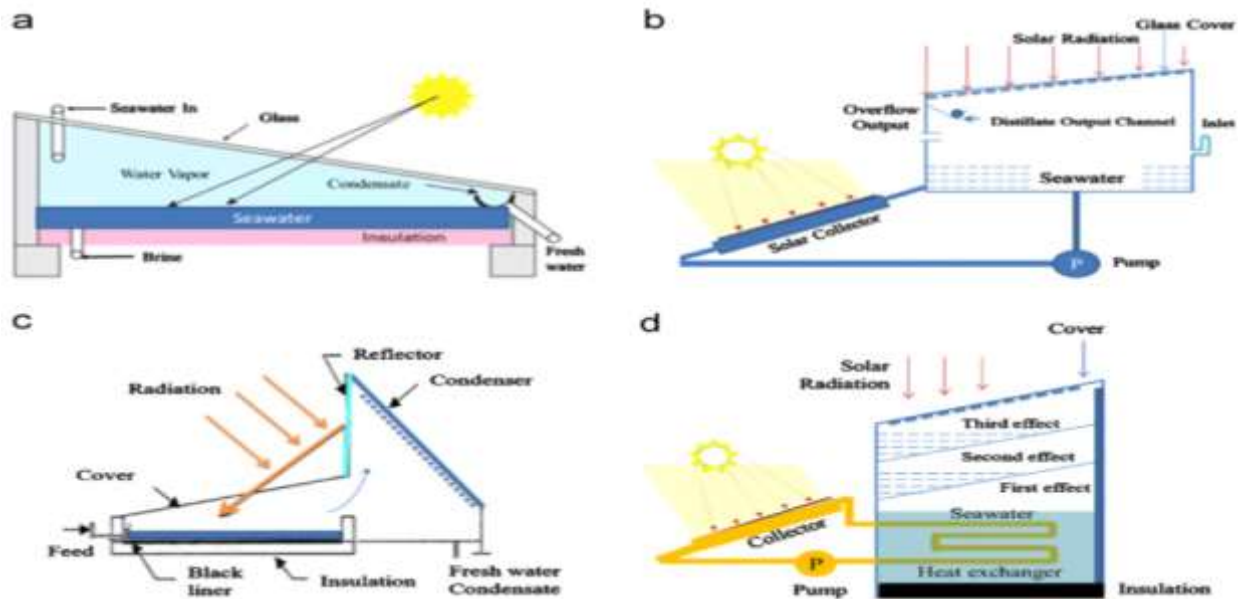 a
Seawater In
Glass
Water Vapor
Condensate
Seawater
Insulation
Brine
Fresh
water
b
Glass Cover
Solar Radiation
Overflow
Output
Distillate Output Channel
Inlet
Seawater
Solar Collector
P
Pump
c
Reflector
Condenser
Radiation
Cover
Feed
Black
liner
Insulation
Fresh water
Condensate
d
Cover
Solar
Radiation
Third effect
Second effect
First effect
Seawater
Collector
P
Heat exchanger
Pump
Insulation